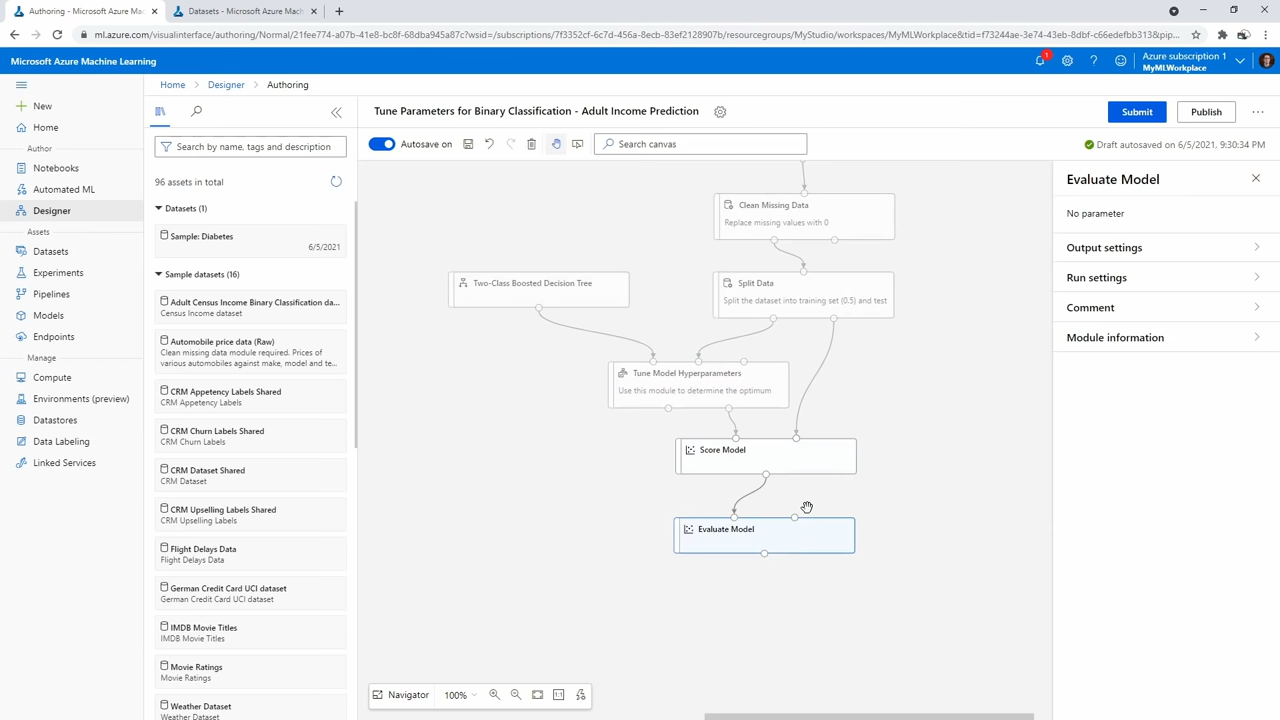 Authoring - Microsoft Azure Mac
Datasets - Microsoft Azure Mach
ml.azure.com/visualinterface/authoring/Normal/21fee774-a07b-41e8-bc8f-68dba945a87c?wsid=/subscriptions/7f3352cf-6c7d-456a-8ecb-83ef2128907b/resourcegroups/MyStudio/workspaces/MyMLWorkplace&tid=f73244ae-3e74-43eb-8dbf-c66edefbb313&pip...
Microsoft Azure Machine Learning
1
Azure subscription 1
MyMLWorkplace
New
Home
Author
Notebooks
Automated ML
Designer
Assets
Datasets
Experiments
Pipelines
Models
Endpoints
Manage
Compute
Environments (preview)
Datastores
Data Labeling
Linked Services
Home
Designer
Authoring
Search by name, tags and description
96 assets in total
Datasets (1)
Sample: Diabetes
6/5/2021
Sample datasets (16)
Adult Census Income Binary Classification da...
Census Income dataset
Automobile price data (Raw)
Clean missing data module required. Prices of
various automobiles against make, model and te...
CRM Appetency Labels Shared
CRM Appetency Labels
CRM Churn Labels Shared
CRM Churn Labels
CRM Dataset Shared
CRM Dataset
CRM Upselling Labels Shared
CRM Upselling Labels
Flight Delays Data
Flight Delays Data
German Credit Card UCI dataset
German Credit Card UCI dataset
IMDB Movie Titles
IMDB Movie Titles
Movie Ratings
Movie Ratings
Weather Dataset
Weather Dataset
Tune Parameters for Binary Classification - Adult Income Prediction
Submit
Publish
Autosave on
Search canvas
Draft autosaved on 6/5/2021, 9:30:34 PM
Clean Missing Data
Replace missing values with 0
Two-Class Boosted Decision Tree
Split Data
Split the dataset into training set (0.5) and test
Tune Model Hyperparameters
Use this module to determine the optimum
Score Model
Evaluate Model
Navigator
100%
1:1
Evaluate Model
No parameter
Output settings
Run settings
Comment
Module information